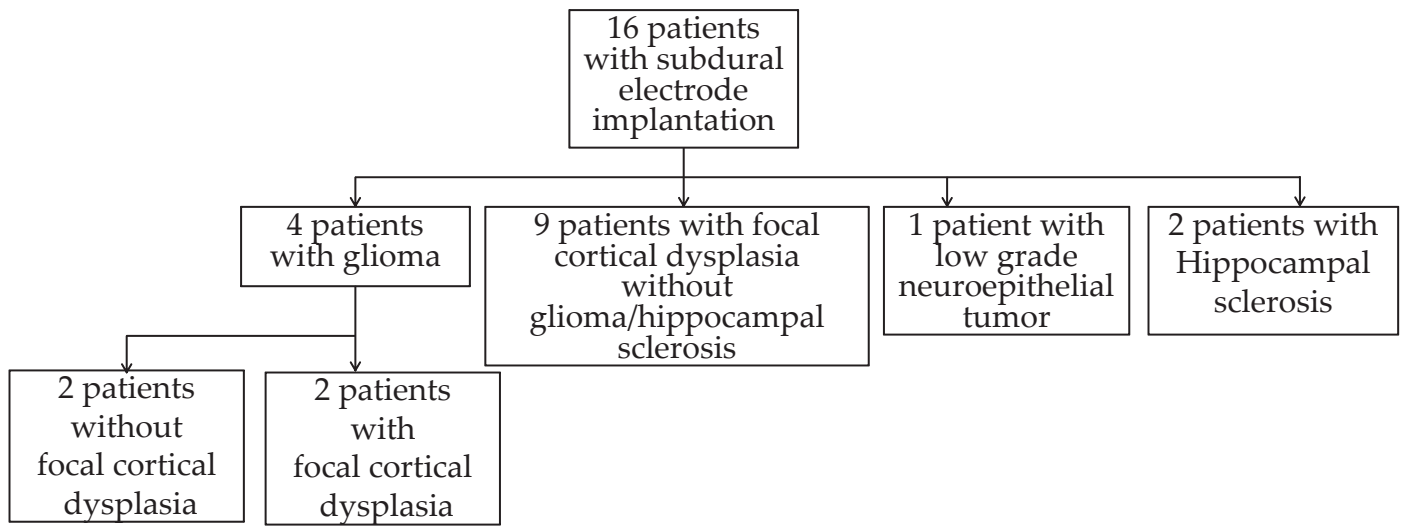 16 patients
with subdural
electrode
implantation
4 patients
with glioma
9 patients with focal
cortical dysplasia
without
glioma/hippocampal
sclerosis
1 patient with
low grade
neuroepithelial
tumor
2 patients with
Hippocampal
sclerosis
2 patients
without
focal cortical
dysplasia
2 patients
with
focal cortical
dysplasia